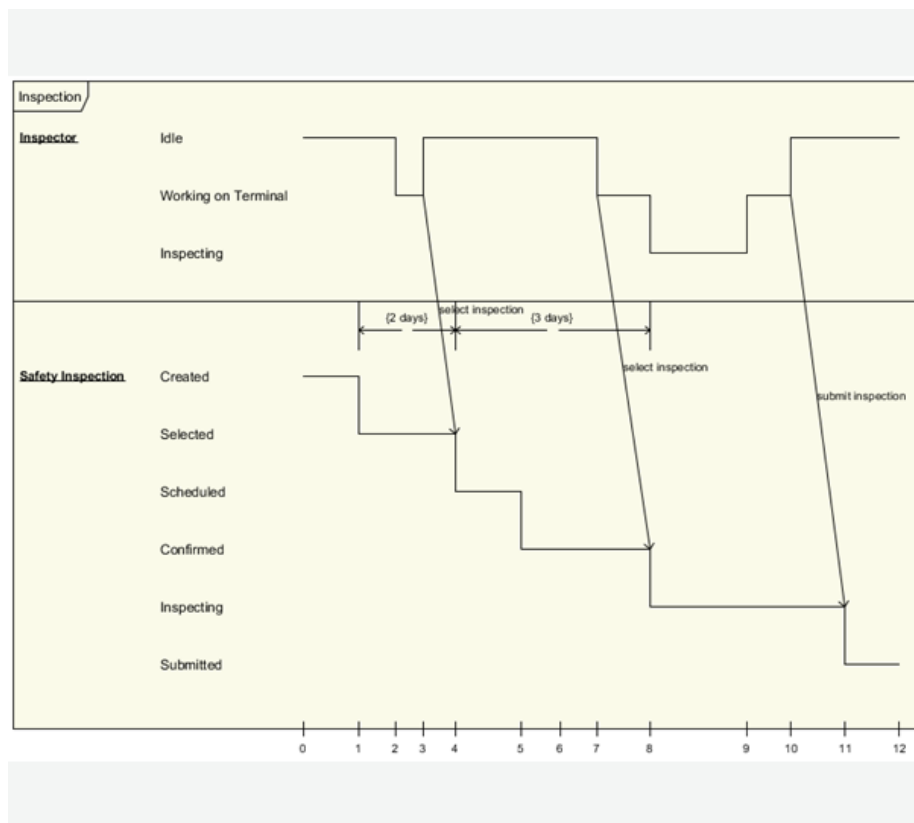 Inspection
Inspector
Idle
Working on Terminal
Inspecting
select inspection
{2 days}
{3 days}
select inspection
submit inspection
Safety Inspection
Created
Selected
Scheduled
Confirmed
Inspecting
Submitted
0 1 2 3 4 5 6 7 8 9 10 11 12